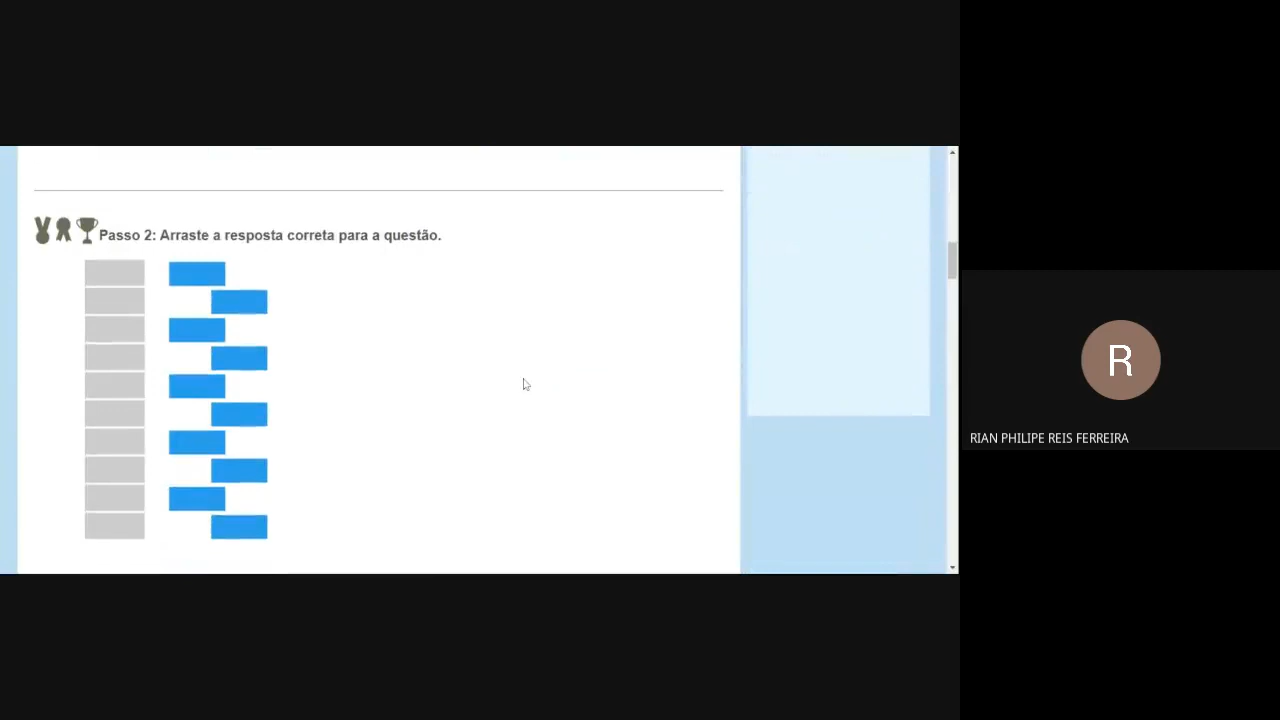 Passo 2: Arraste a resposta correta para a questão.
R
RIAN PHILIPE REIS FERREIRA